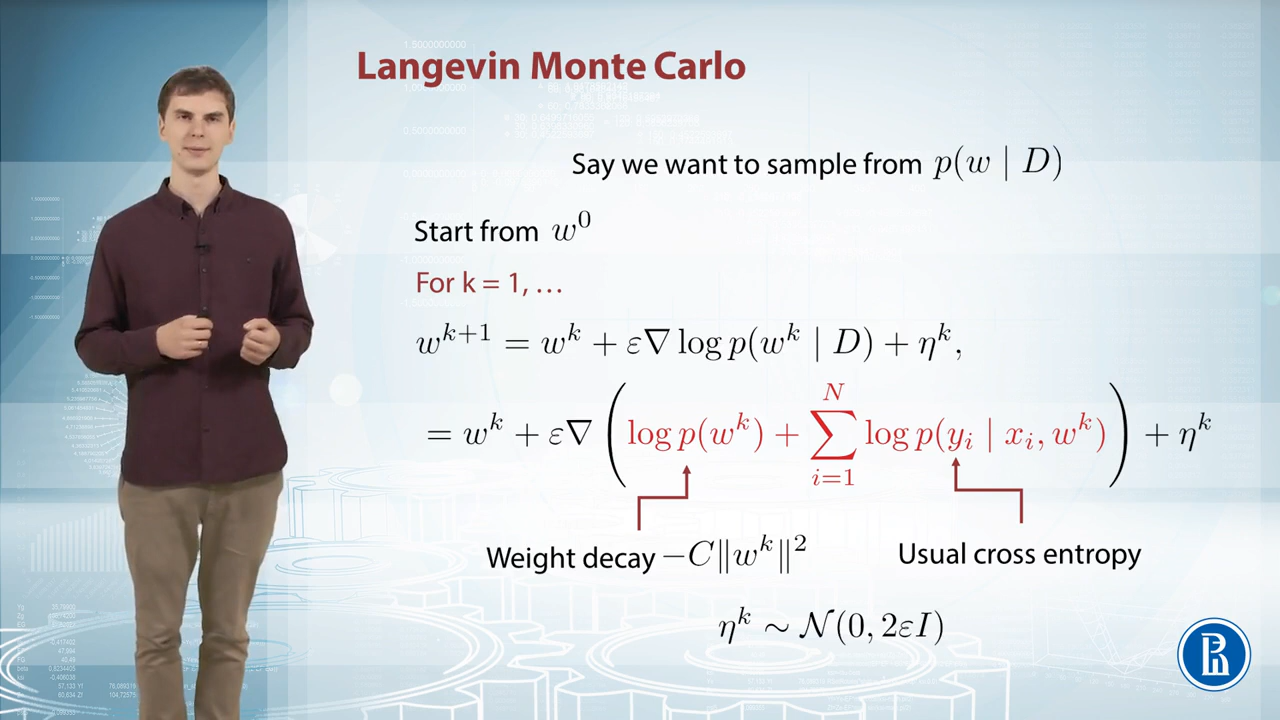 Langevin Monte Carlo
Say we want to sample from p(w | D)
Start from w^0
For k = 1, …
w^{k+1} = w^k + ε∇ log p(w^k | D) + η^k,
= w^k + ε∇ ( log p(w^k) + ∑_{i=1}^{N} log p(y_i | x_i, w^k) ) + η^k
Weight decay −C‖w^k‖^2
Usual cross entropy
η^k ∼ 𝒩(0, 2εI)